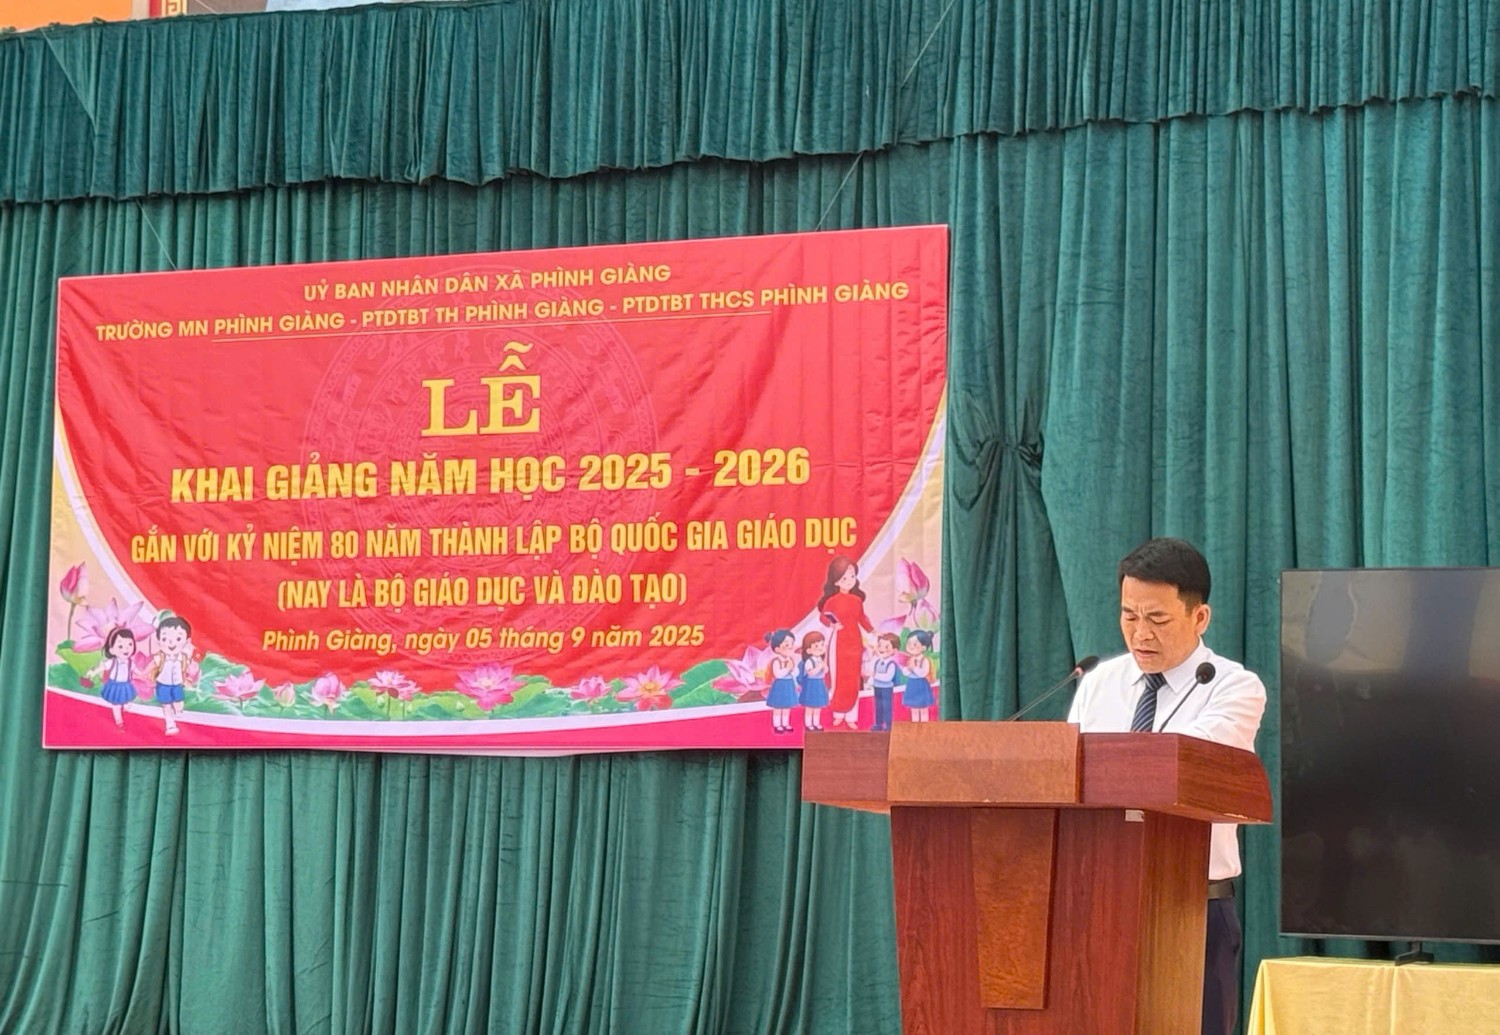 UỶ BAN NHÂN DÂN XÃ PHÌNH GIÀNG
TRƯỜNG MN PHÌNH GIÀNG - PTDTBT TH PHÌNH GIÀNG - PTDTBT THCS PHÌNH GIÀNG
LỄ
KHAI GIẢNG NĂM HỌC 2025 - 2026
GẮN VỚI KỶ NIỆM 80 NĂM THÀNH LẬP BỘ QUỐC GIA GIÁO DỤC
(NAY LÀ BỘ GIÁO DỤC VÀ ĐÀO TẠO)
Phình Giàng, ngày 05 tháng 9 năm 2025